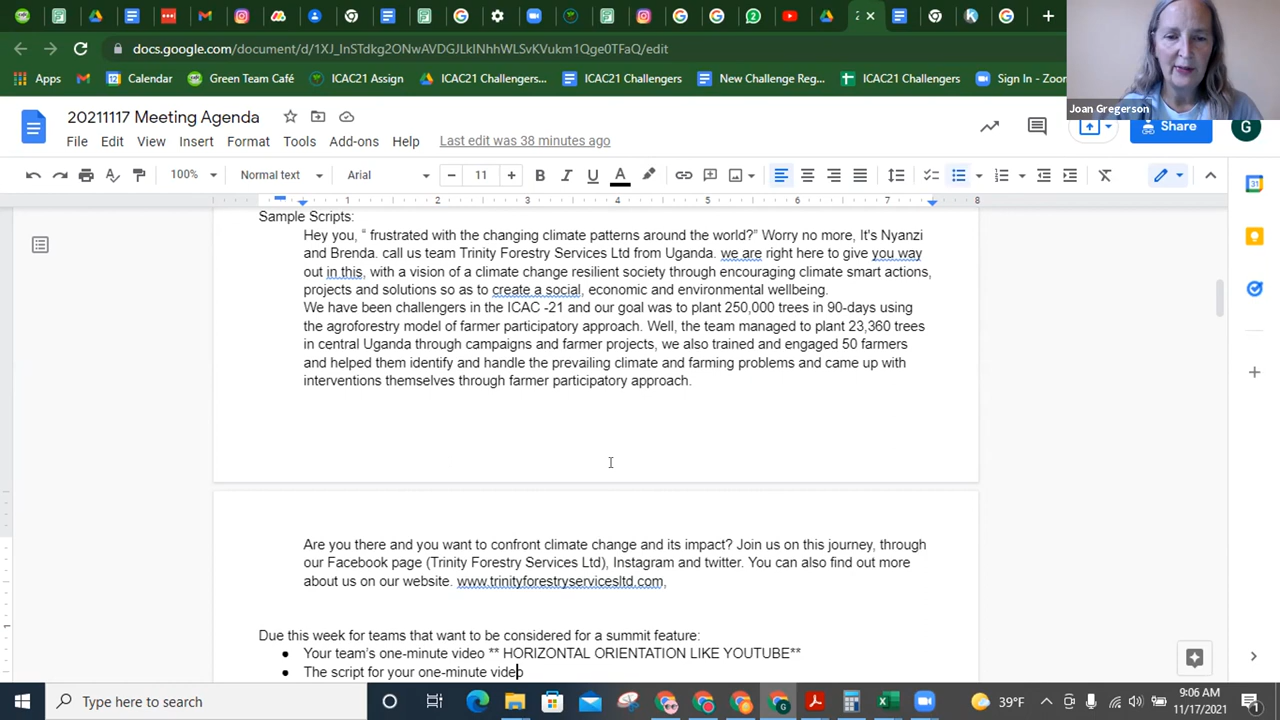 2
docs.google.com/document/d/1XJ_InSTdkg2ONwAVDGJLkINhhWLSvKVukm1Qge0TFaQ/edit
Apps
Calendar
Green Team Café
ICAC21 Assign
ICAC21 Challengers...
ICAC21 Challengers
New Challenge Reg...
ICAC21 Challengers
Sign In - Zoom
Joan Gregerson
20211117 Meeting Agenda
File Edit View Insert Format Tools Add-ons Help Last edit was 38 minutes ago
Share
G
100% Normal text Arial 11
1 2 3 4 5 6 7 8
Sample Scripts:
Hey you, “ frustrated with the changing climate patterns around the world?” Worry no more, It's Nyanzi
and Brenda. call us team Trinity Forestry Services Ltd from Uganda. we are right here to give you way
out in this, with a vision of a climate change resilient society through encouraging climate smart actions,
projects and solutions so as to create a social, economic and environmental wellbeing.
We have been challengers in the ICAC -21 and our goal was to plant 250,000 trees in 90-days using
the agroforestry model of farmer participatory approach. Well, the team managed to plant 23,360 trees
in central Uganda through campaigns and farmer projects, we also trained and engaged 50 farmers
and helped them identify and handle the prevailing climate and farming problems and came up with
interventions themselves through farmer participatory approach.
Are you there and you want to confront climate change and its impact? Join us on this journey, through
our Facebook page (Trinity Forestry Services Ltd), Instagram and twitter. You can also find out more
about us on our website. www.trinityforestryservicesltd.com,
Due this week for teams that want to be considered for a summit feature:
● Your team’s one-minute video ** HORIZONTAL ORIENTATION LIKE YOUTUBE**
● The script for your one-minute video
Type here to search
39°F
9:06 AM
11/17/2021